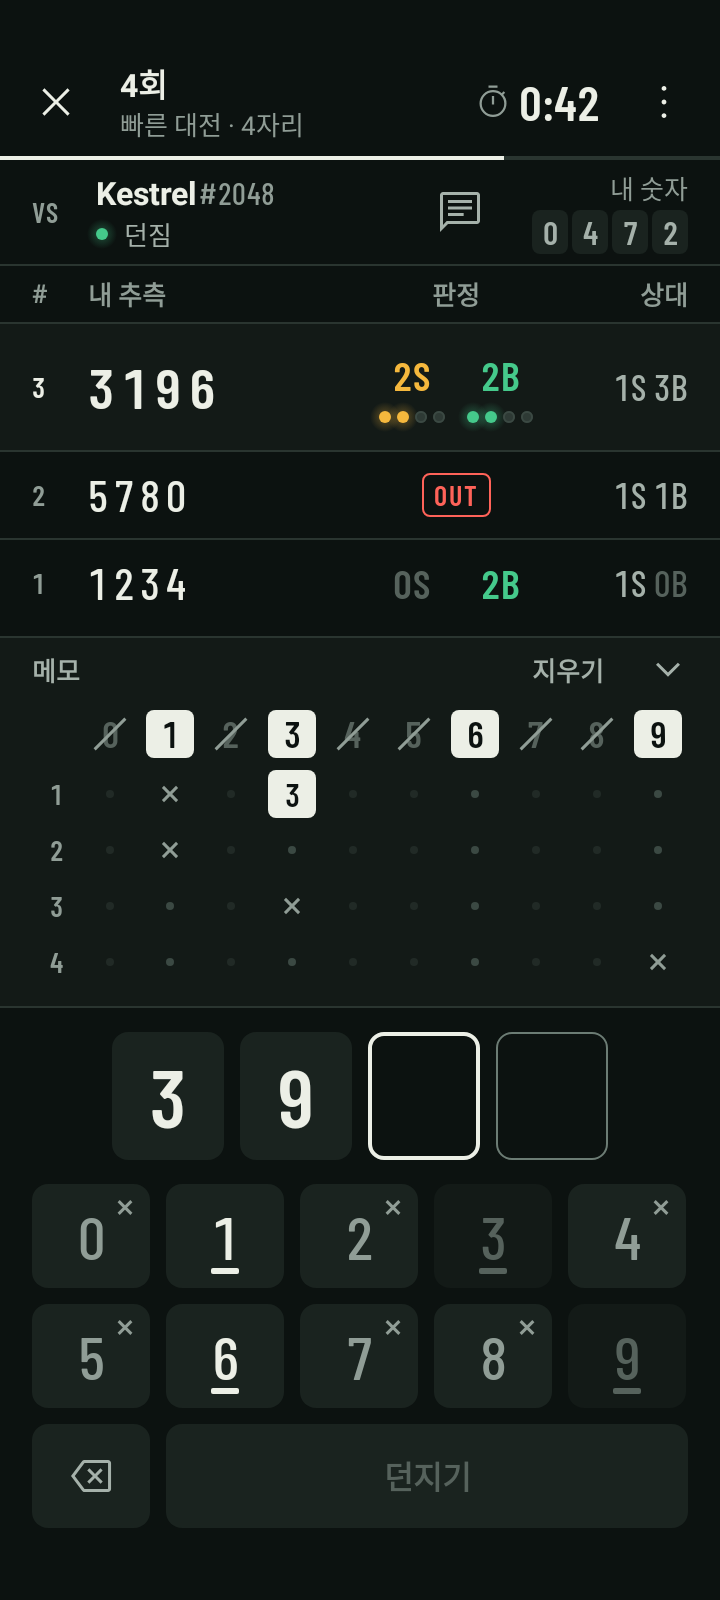 4회
빠른 대전 · 4자리
0:42
VS
Kestrel #2048
던짐
내 숫자
0 4 7 2
# 내 추측 판정 상대
3 3196 2S 2B 1S 3B
2 5780 OUT 1S 1B
1 1234 0S 2B 1S 0B
메모 지우기
0 1 2 3 4 5 6 7 8 9
1 × 3
2 ×
3 ×
4 ×
3 9
0 × 1 2 × 3 4 ×
5 × 6 7 × 8 × 9
던지기